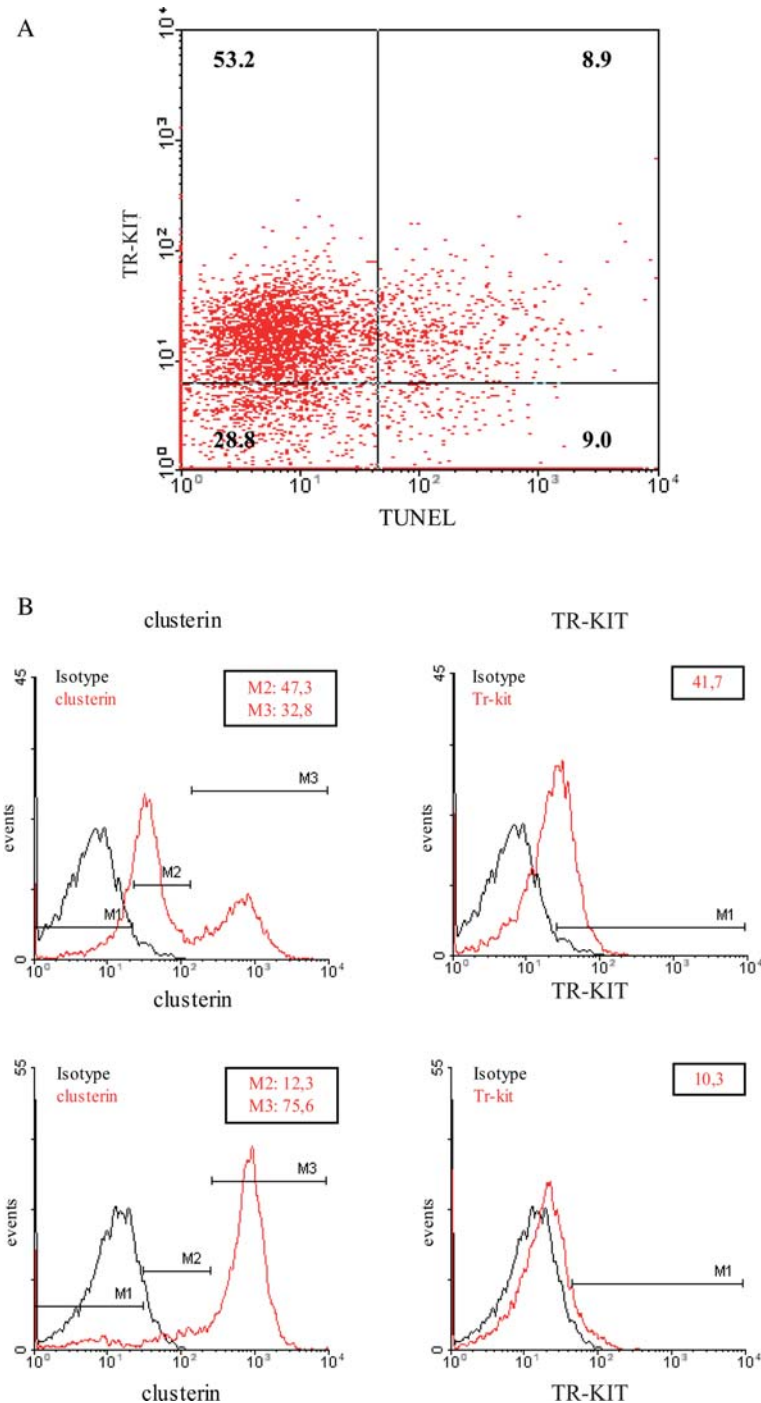 A
10⁴
53.2
8.9
10³
TR-KIT
10²
10¹
28.8
9.0
10⁰
10⁰ 10¹ 10² 10³ 10⁴
TUNEL
B
clusterin
TR-KIT
45
Isotype
clusterin
M2: 47,3
M3: 32,8
M3
M2
M1
events
0
10⁰ 10¹ 10² 10³ 10⁴
clusterin
45
Isotype
Tr-kit
41,7
M1
events
0
10⁰ 10¹ 10² 10³ 10⁴
TR-KIT
55
Isotype
clusterin
M2: 12,3
M3: 75,6
M3
M2
M1
events
0
10⁰ 10¹ 10² 10³ 10⁴
clusterin
55
Isotype
Tr-kit
10,3
M1
events
0
10⁰ 10¹ 10² 10³ 10⁴
TR-KIT